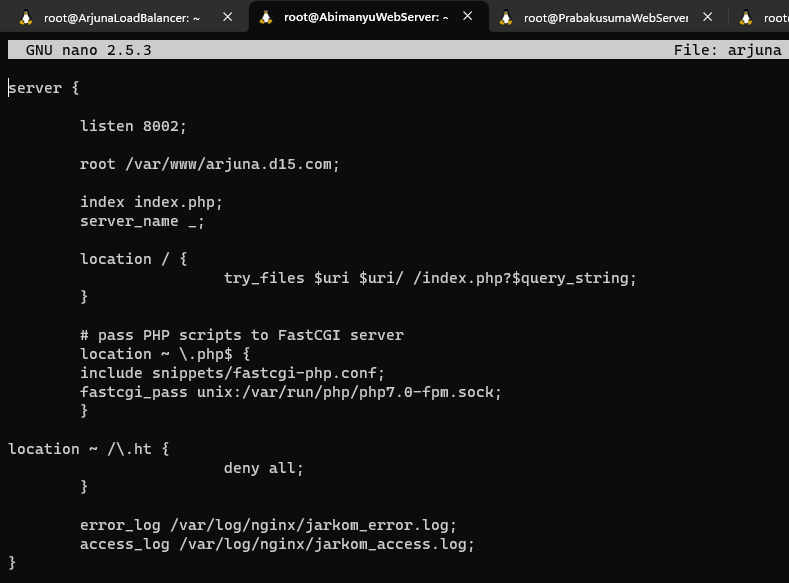 root@ArjunaLoadBalancer: ~
root@AbimanyuWebServer: ~
root@PrabakusumaWebServer
root
GNU nano 2.5.3 File: arjuna
server {
listen 8002;
root /var/www/arjuna.d15.com;
index index.php;
server_name _;
location / {
try_files $uri $uri/ /index.php?$query_string;
}
# pass PHP scripts to FastCGI server
location ~ \.php$ {
include snippets/fastcgi-php.conf;
fastcgi_pass unix:/var/run/php/php7.0-fpm.sock;
}
location ~ /\.ht {
deny all;
}
error_log /var/log/nginx/jarkom_error.log;
access_log /var/log/nginx/jarkom_access.log;
}